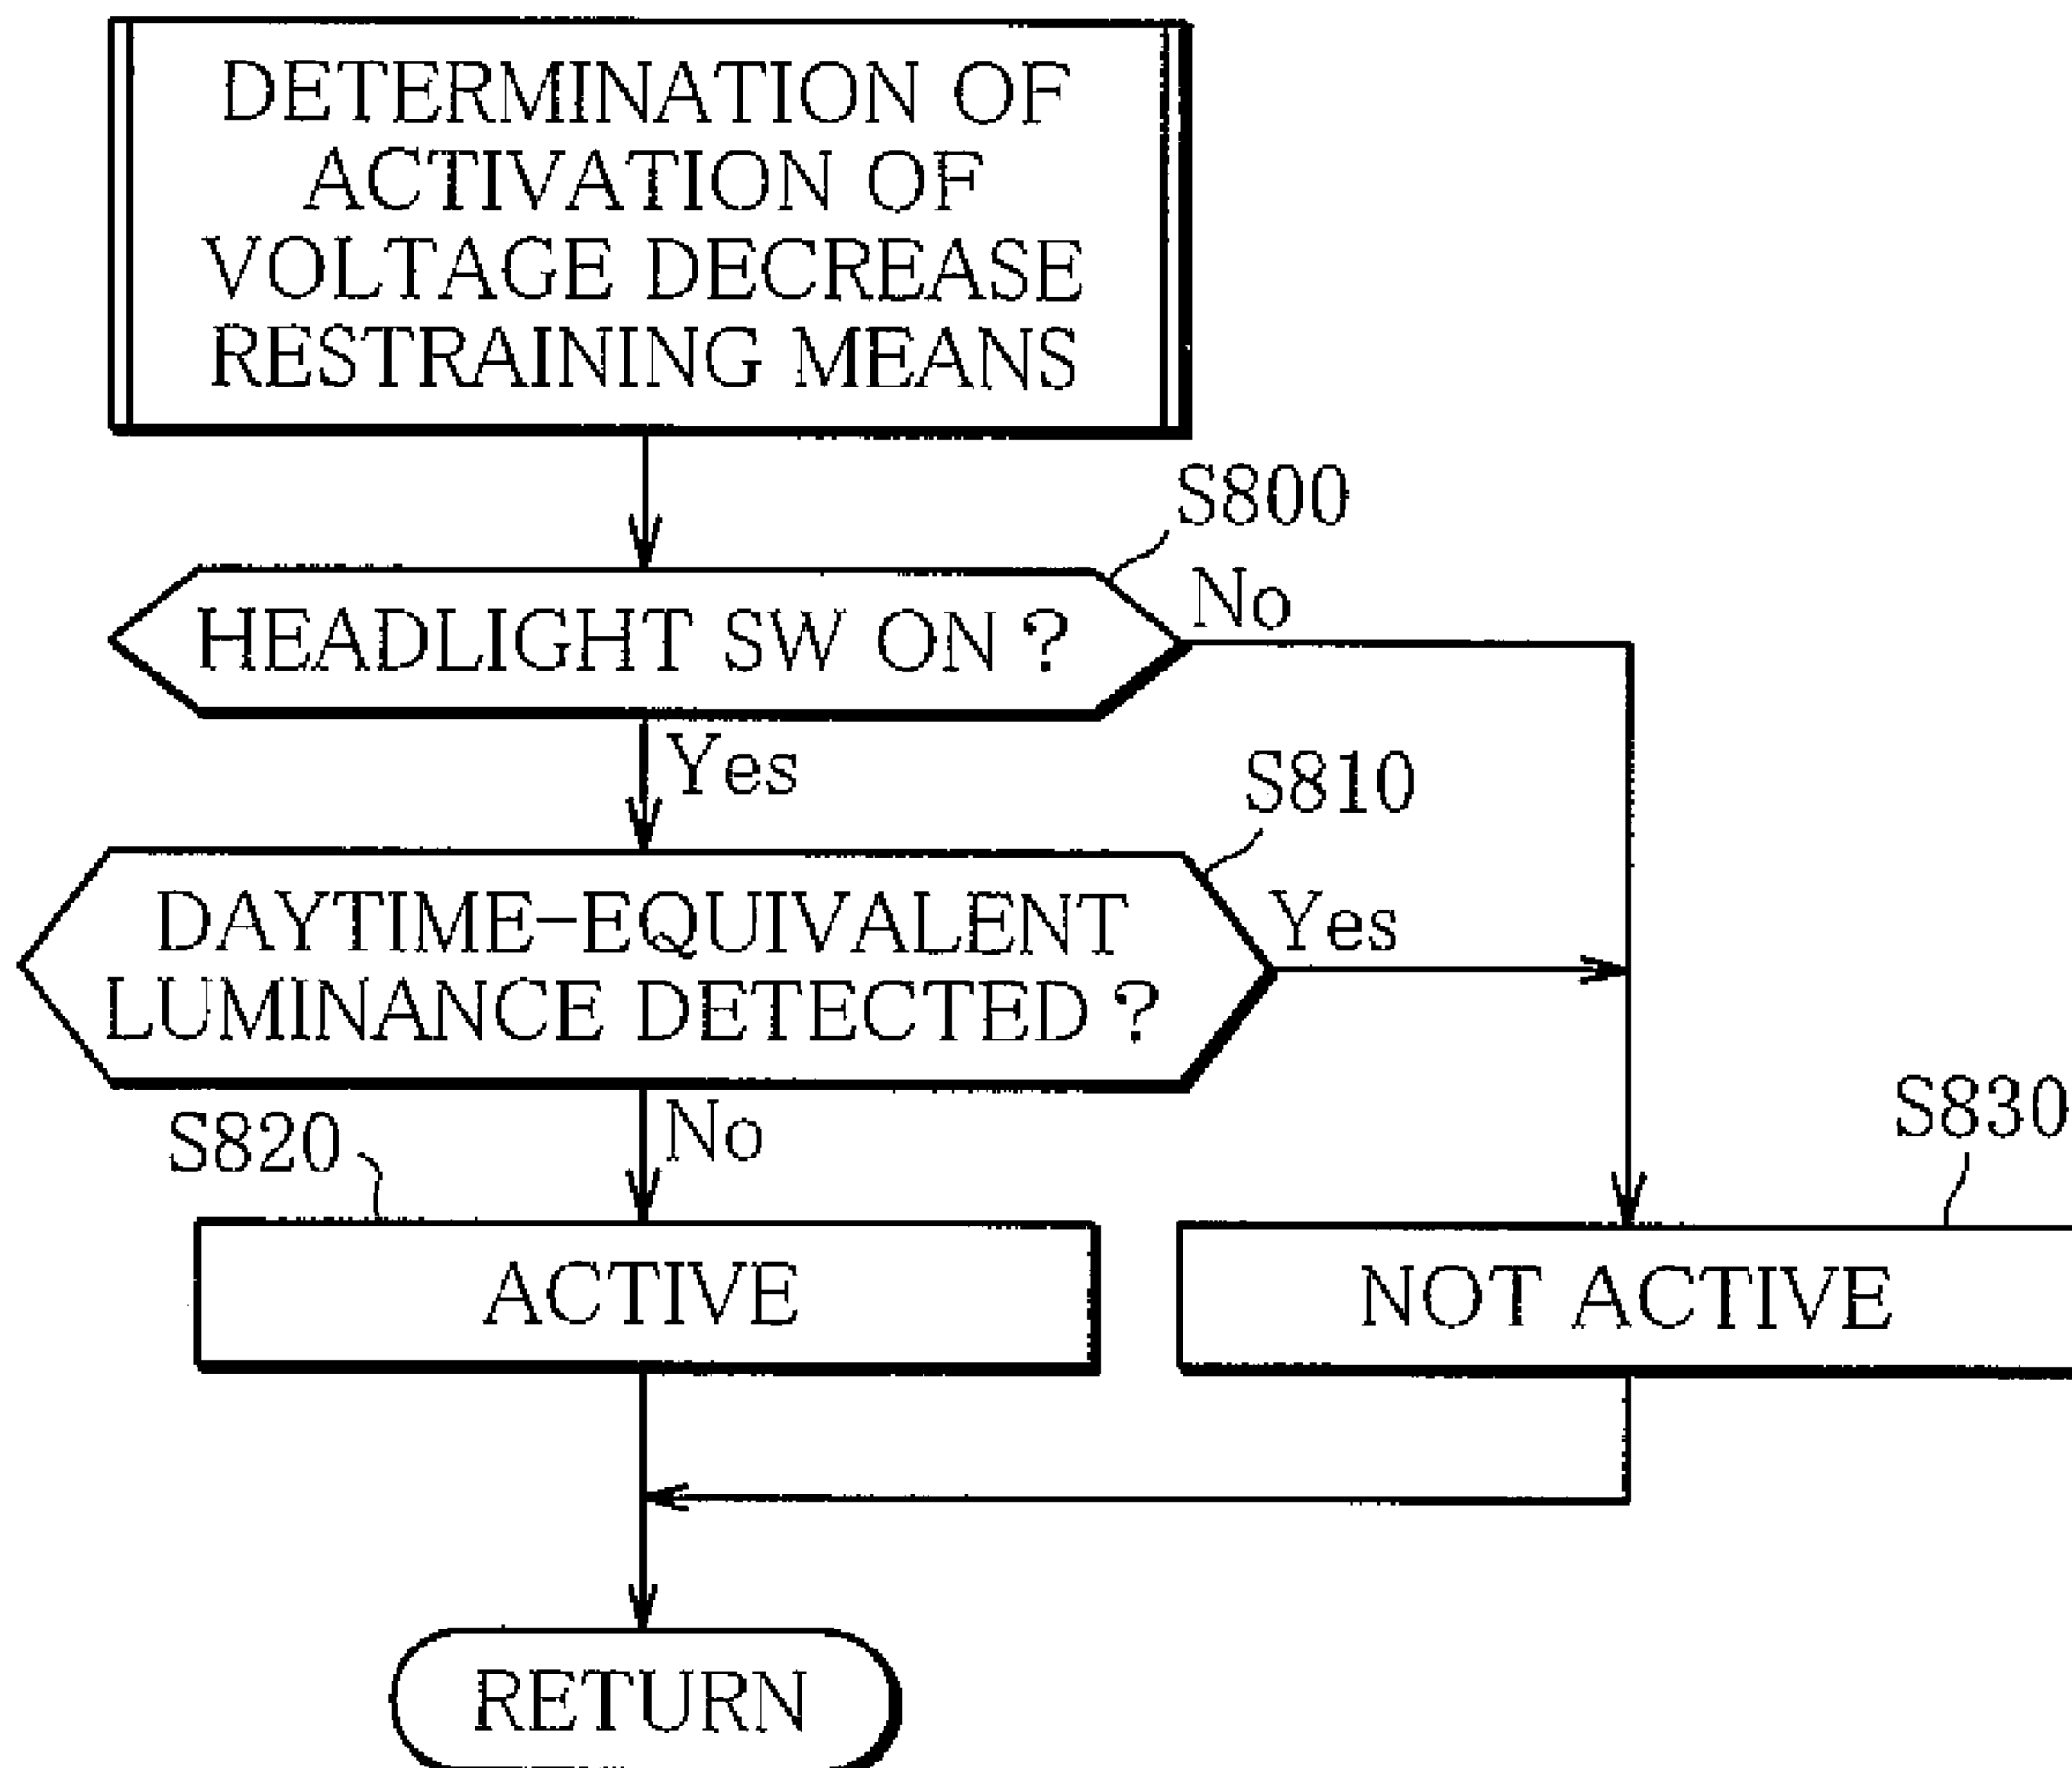 DETERMINATION OF
ACTIVATION OF
VOLTAGE DECREASE
RESTRAINING MEANS
S800
HEADLIGHT SW ON ?
No
Yes
S810
DAYTIME-EQUIVALENT
LUMINANCE DETECTED ?
Yes
No
S820
ACTIVE
S830
NOT ACTIVE
RETURN